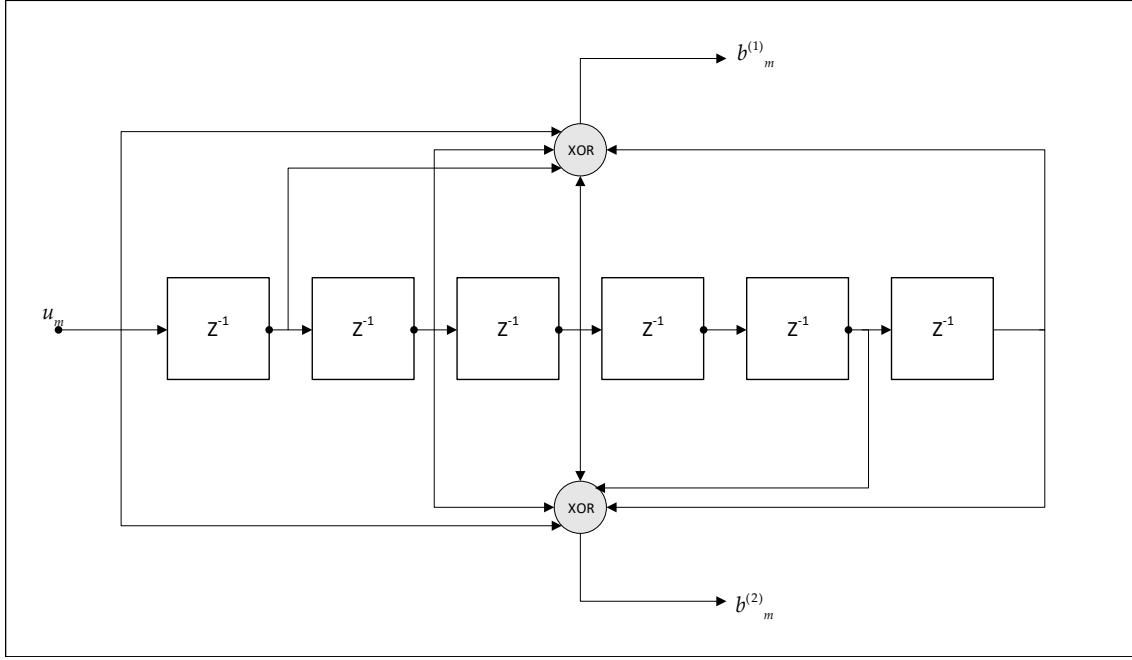 b⁽¹⁾ₘ
XOR
uₘ
Z⁻¹ Z⁻¹ Z⁻¹ Z⁻¹ Z⁻¹ Z⁻¹
XOR
b⁽²⁾ₘ